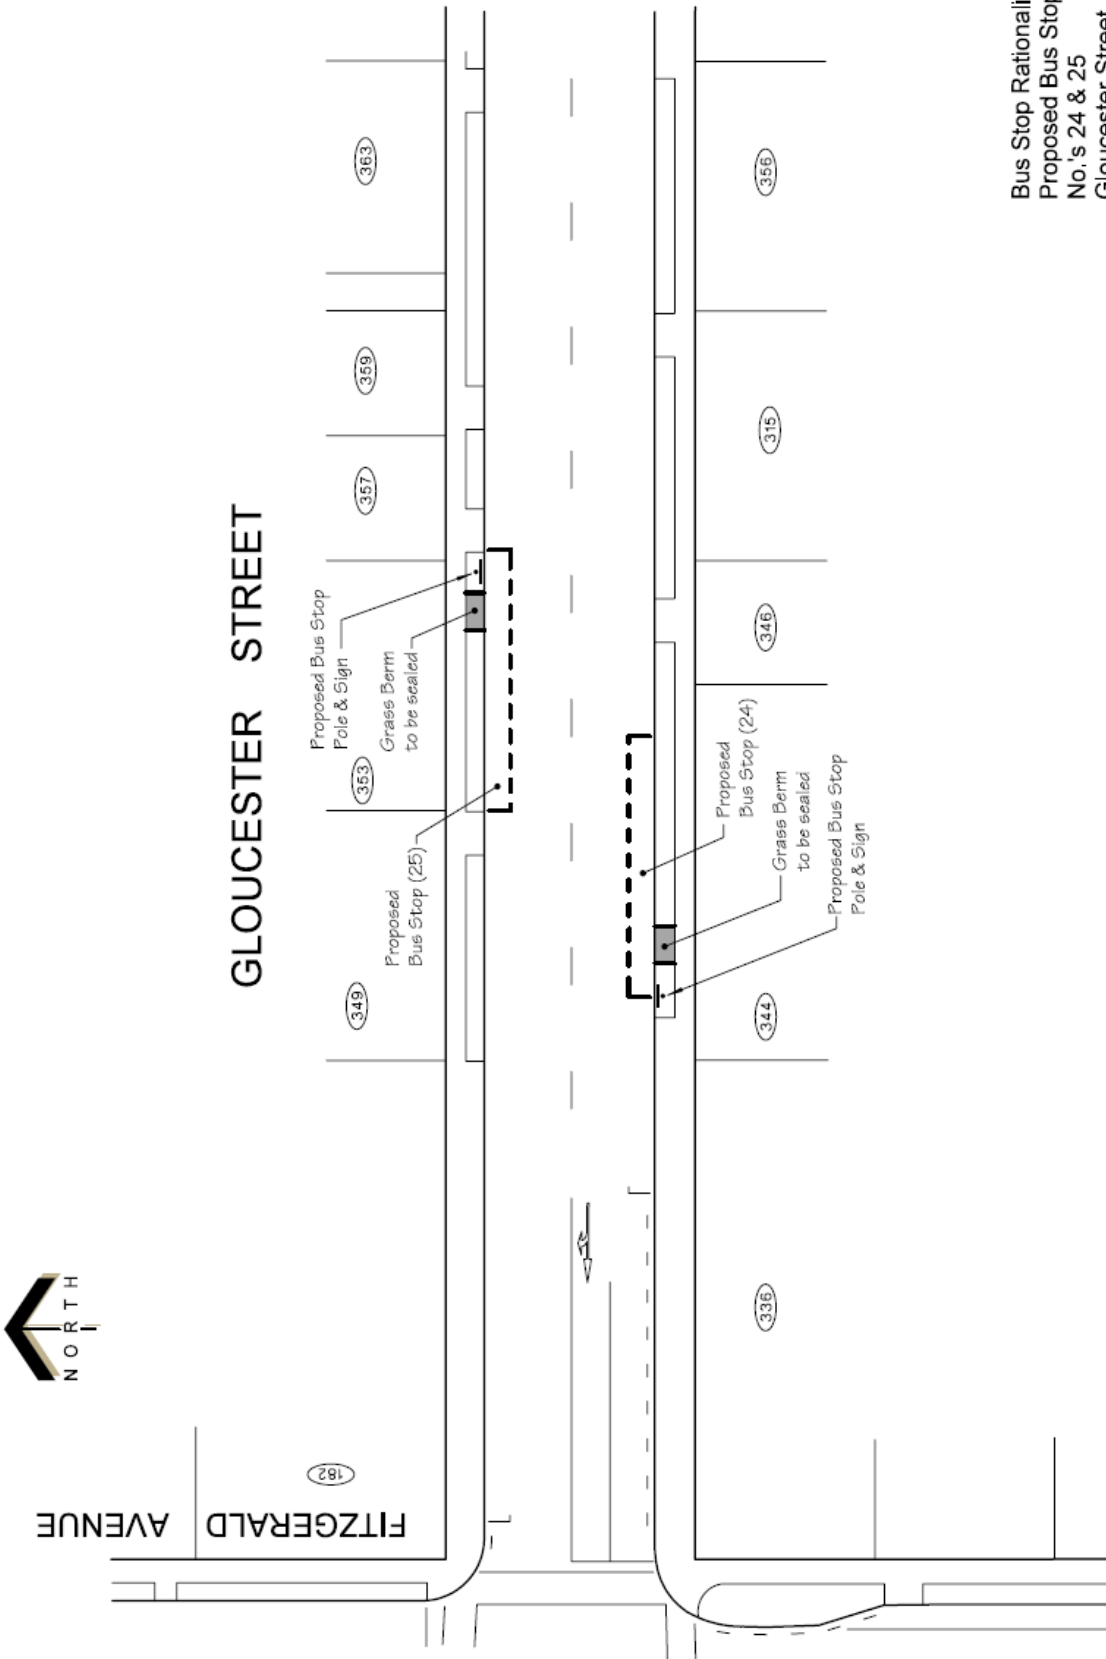 GLOUCESTER STREET
363
359
357
353
349
Proposed Bus Stop
Pole & Sign
Grass Berm
to be sealed
Proposed
Bus Stop (25)
356
315
346
344
336
Proposed
Bus Stop (24)
Grass Berm
to be sealed
Proposed Bus Stop
Pole & Sign
NORTH
182
FITZGERALD AVENUE
Bus Stop Rationali
Proposed Bus Stop
No.'s 24 & 25
Gloucester Street